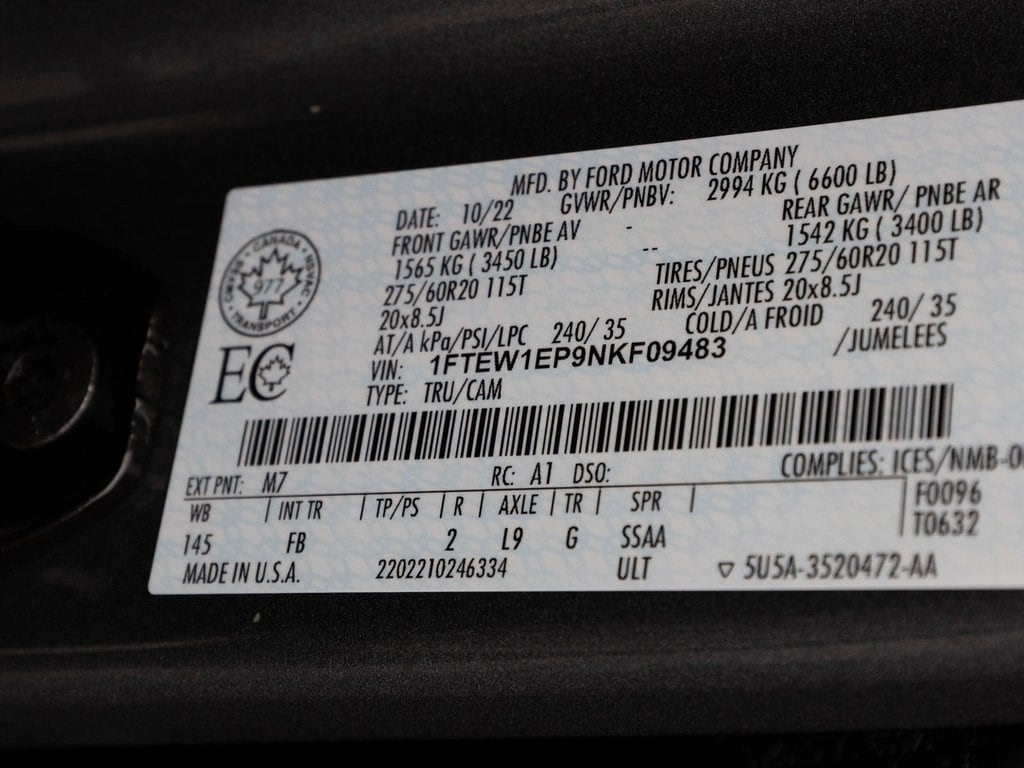 MFD. BY FORD MOTOR COMPANY
DATE: 10/22 GVWR/PNBV: 2994 KG ( 6600 LB)
FRONT GAWR/PNBE AV - REAR GAWR/ PNBE AR
1565 KG ( 3450 LB) -- 1542 KG ( 3400 LB)
275/60R20 115T TIRES/PNEUS 275/60R20 115T
20x8.5J RIMS/JANTES 20x8.5J
AT/A kPa/PSI/LPC 240/ 35 COLD/A FROID 240/ 35
VIN: 1FTEW1EP9NKF09483 /JUMELEES
TYPE: TRU/CAM
CANADA
977
TRANSPORT
NSVAC
NSVMC
EC
EXT PNT: M7 RC: A1 DSO: COMPLIES: ICES/NMB-0
WB | INT TR | TP/PS | R | AXLE | TR | SPR | F0096
145 FB 2 L9 G SSAA T0632
MADE IN U.S.A. 2202210246334 ULT ▽ 5U5A-3520472-AA